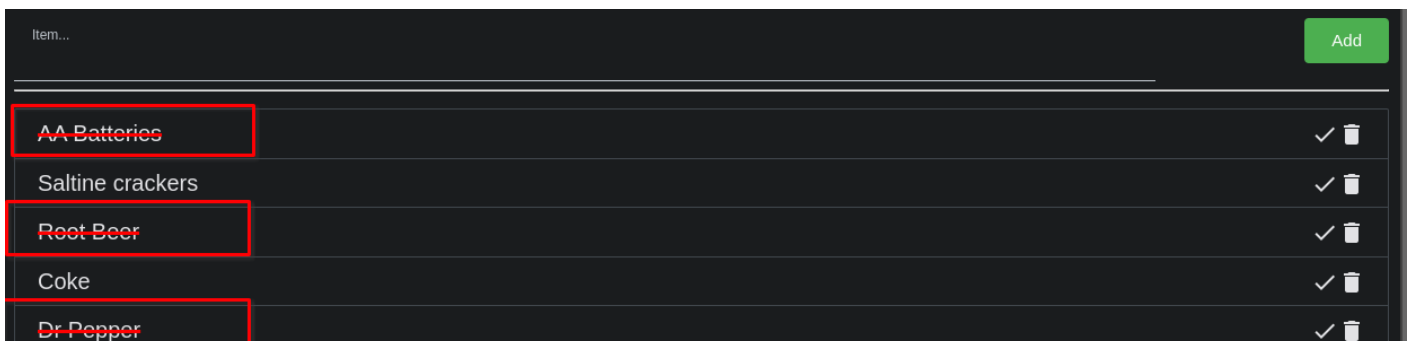 Item...
Add
AA Batteries
Saltine crackers
Root Beer
Coke
Dr Pepper